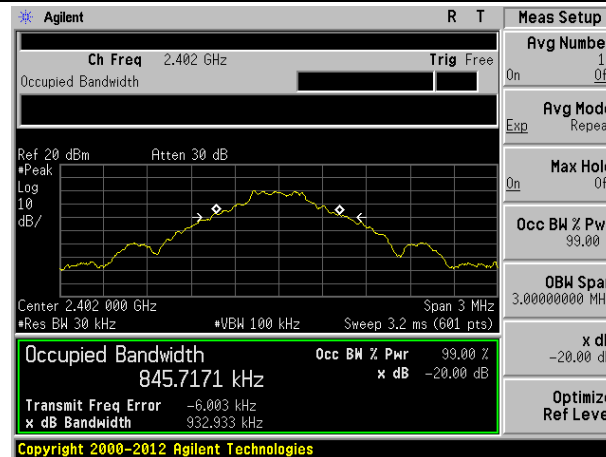 Agilent R T
Ch Freq 2.402 GHz Trig Free
Occupied Bandwidth
Ref 20 dBm Atten 30 dB
#Peak
Log
10
dB/
Center 2.402 000 GHz Span 3 MHz
#Res BW 30 kHz #VBW 100 kHz Sweep 3.2 ms (601 pts)
Occupied Bandwidth Occ BW % Pwr 99.00 %
845.7171 kHz x dB -20.00 dB
Transmit Freq Error -6.003 kHz
x dB Bandwidth 932.933 kHz
Copyright 2000-2012 Agilent Technologies
Meas Setup
Avg Numbe
1
On Of
Avg Mod
Exp Repea
Max Hol
On Of
Occ BW % Pw
99.00
OBW Spa
3.00000000 MH
x d
-20.00 d
Optimiz
Ref Leve